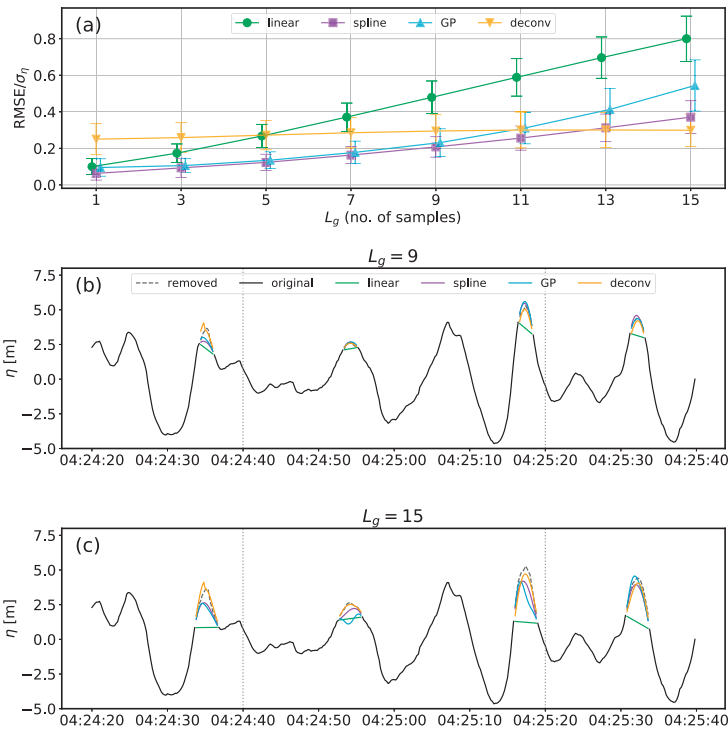 (a)
linear spline GP deconv
RMSE/σ_η
0.8
0.6
0.4
0.2
0.0
1 3 5 7 9 11 13 15
L_g (no. of samples)
L_g = 9
(b)
removed original linear spline GP deconv
η [m]
7.5
5.0
2.5
0.0
−2.5
−5.0
04:24:20 04:24:30 04:24:40 04:24:50 04:25:00 04:25:10 04:25:20 04:25:30 04:25:40
L_g = 15
(c)
η [m]
7.5
5.0
2.5
0.0
−2.5
−5.0
04:24:20 04:24:30 04:24:40 04:24:50 04:25:00 04:25:10 04:25:20 04:25:30 04:25:40